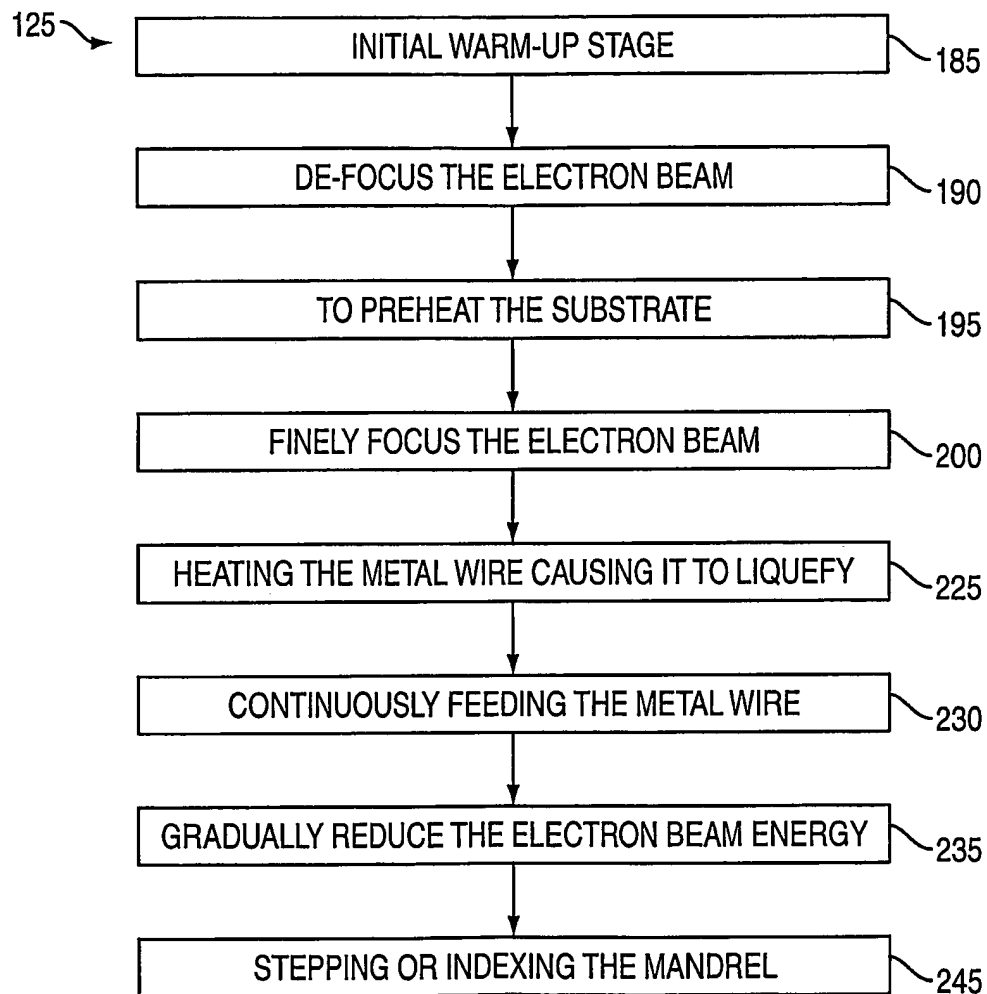 125
INITIAL WARM-UP STAGE
185
DE-FOCUS THE ELECTRON BEAM
190
TO PREHEAT THE SUBSTRATE
195
FINELY FOCUS THE ELECTRON BEAM
200
HEATING THE METAL WIRE CAUSING IT TO LIQUEFY
225
CONTINUOUSLY FEEDING THE METAL WIRE
230
GRADUALLY REDUCE THE ELECTRON BEAM ENERGY
235
STEPPING OR INDEXING THE MANDREL
245